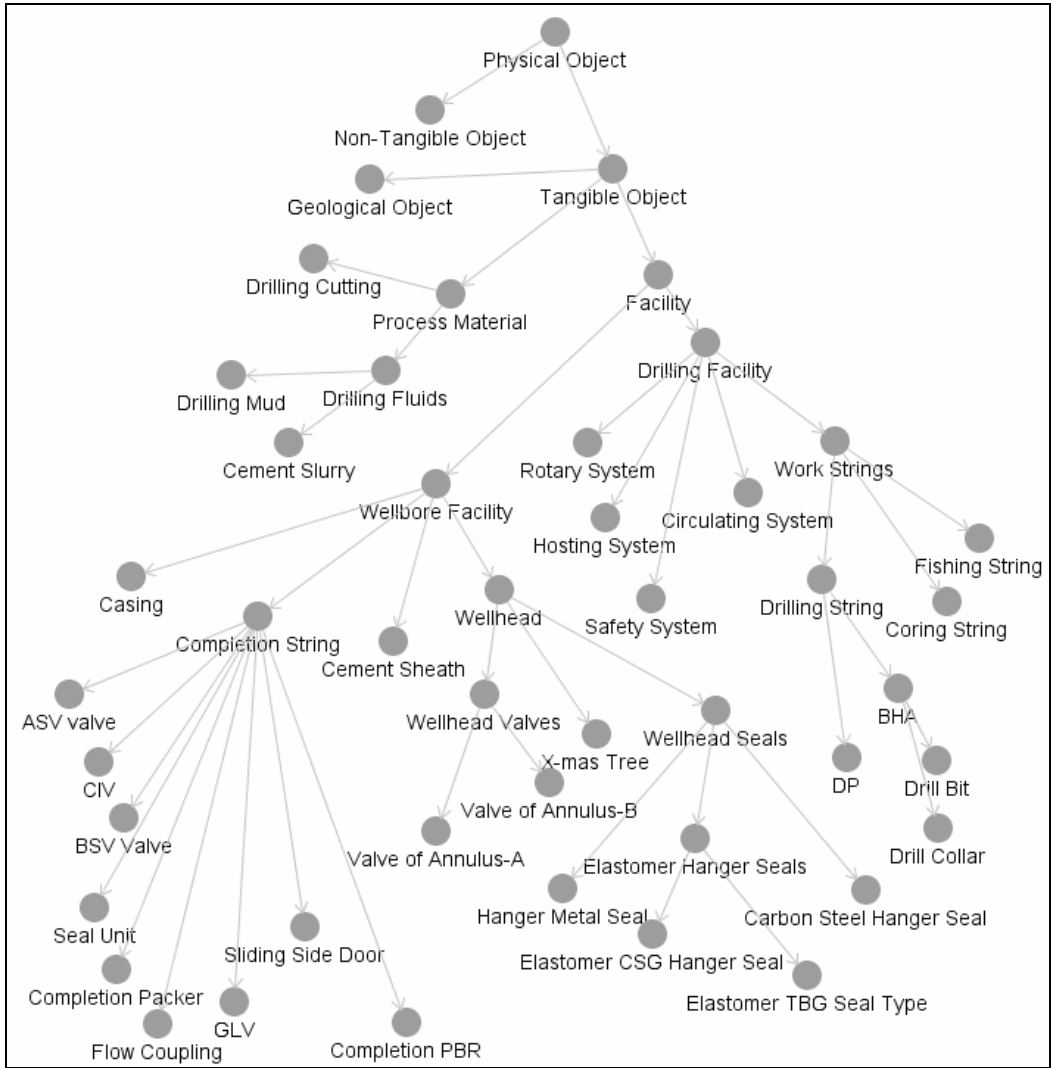 Physical Object
Non-Tangible Object
Tangible Object
Geological Object
Drilling Cutting
Facility
Process Material
Drilling Facility
Drilling Mud
Drilling Fluids
Cement Slurry
Rotary System
Work Strings
Wellbore Facility
Circulating System
Hosting System
Fishing String
Casing
Drilling String
Wellhead
Safety System
Coring String
Completion String
Cement Sheath
ASV valve
Wellhead Valves
BHA
Wellhead Seals
X-mas Tree
CIV
DP
Drill Bit
Valve of Annulus-B
BSV Valve
Valve of Annulus-A
Drill Collar
Elastomer Hanger Seals
Hanger Metal Seal
Carbon Steel Hanger Seal
Seal Unit
Sliding Side Door
Elastomer CSG Hanger Seal
Completion Packer
Elastomer TBG Seal Type
GLV
Flow Coupling
Completion PBR